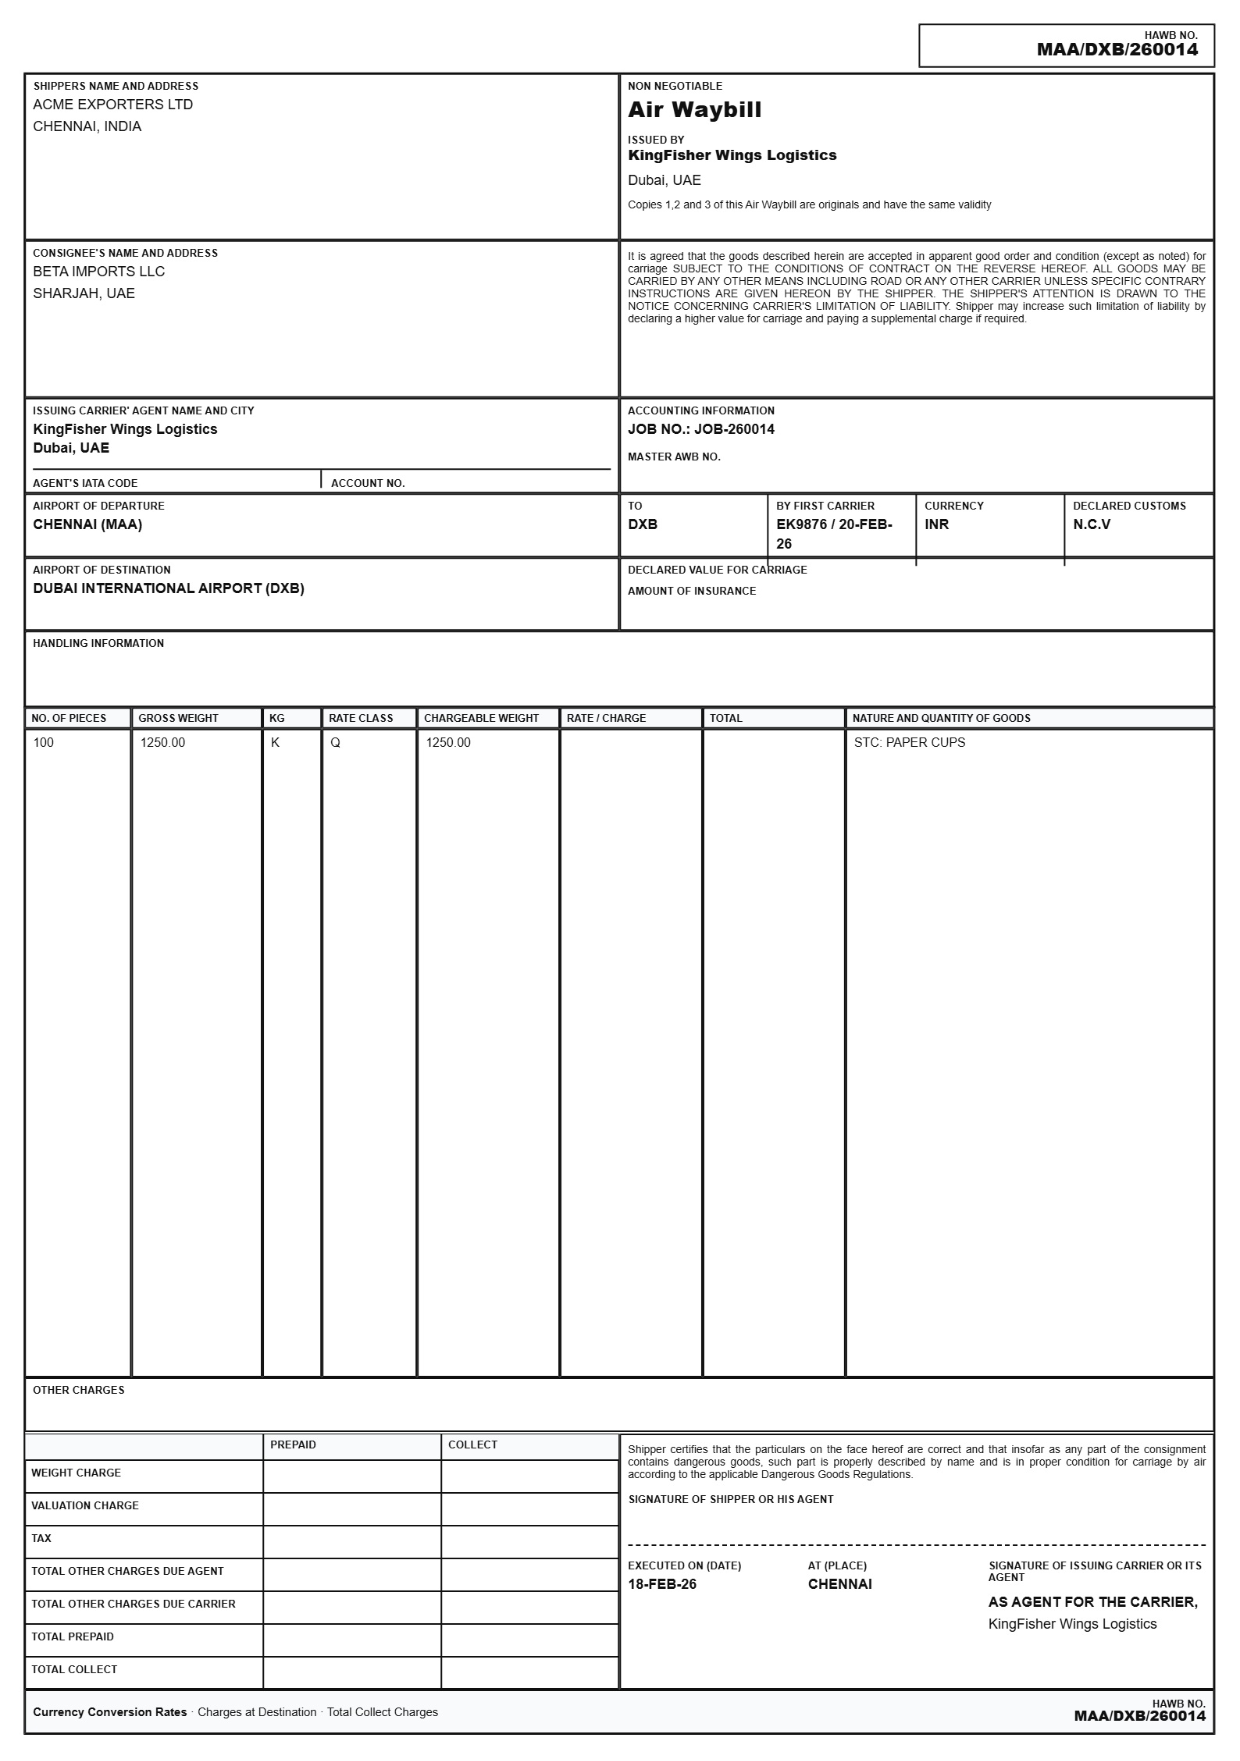 HAWB NO.
MAA/DXB/260014
SHIPPERS NAME AND ADDRESS
ACME EXPORTERS LTD
CHENNAI, INDIA
NON NEGOTIABLE
Air Waybill
ISSUED BY
KingFisher Wings Logistics
Dubai, UAE
Copies 1,2 and 3 of this Air Waybill are originals and have the same validity
CONSIGNEE'S NAME AND ADDRESS
BETA IMPORTS LLC
SHARJAH, UAE
It is agreed that the goods described herein are accepted in apparent good order and condition (except as noted) for
carriage SUBJECT TO THE CONDITIONS OF CONTRACT ON THE REVERSE HEREOF. ALL GOODS MAY BE
CARRIED BY ANY OTHER MEANS INCLUDING ROAD OR ANY OTHER CARRIER UNLESS SPECIFIC CONTRARY
INSTRUCTIONS ARE GIVEN HEREON BY THE SHIPPER. THE SHIPPER'S ATTENTION IS DRAWN TO THE
NOTICE CONCERNING CARRIER'S LIMITATION OF LIABILITY. Shipper may increase such limitation of liability by
declaring a higher value for carriage and paying a supplemental charge if required.
ISSUING CARRIER' AGENT NAME AND CITY
KingFisher Wings Logistics
Dubai, UAE
AGENT'S IATA CODE
ACCOUNT NO.
ACCOUNTING INFORMATION
JOB NO.: JOB-260014
MASTER AWB NO.
AIRPORT OF DEPARTURE
CHENNAI (MAA)
TO
DXB
BY FIRST CARRIER
EK9876 / 20-FEB-
26
CURRENCY
INR
DECLARED CUSTOMS
N.C.V
AIRPORT OF DESTINATION
DUBAI INTERNATIONAL AIRPORT (DXB)
DECLARED VALUE FOR CARRIAGE
AMOUNT OF INSURANCE
HANDLING INFORMATION
NO. OF PIECES GROSS WEIGHT KG RATE CLASS CHARGEABLE WEIGHT RATE / CHARGE TOTAL NATURE AND QUANTITY OF GOODS
100 1250.00 K Q 1250.00 STC: PAPER CUPS
OTHER CHARGES
PREPAID COLLECT
WEIGHT CHARGE
VALUATION CHARGE
TAX
TOTAL OTHER CHARGES DUE AGENT
TOTAL OTHER CHARGES DUE CARRIER
TOTAL PREPAID
TOTAL COLLECT
Shipper certifies that the particulars on the face hereof are correct and that insofar as any part of the consignment
contains dangerous goods, such part is properly described by name and is in proper condition for carriage by air
according to the applicable Dangerous Goods Regulations.
SIGNATURE OF SHIPPER OR HIS AGENT
EXECUTED ON (DATE)
18-FEB-26
AT (PLACE)
CHENNAI
SIGNATURE OF ISSUING CARRIER OR ITS
AGENT
AS AGENT FOR THE CARRIER,
KingFisher Wings Logistics
Currency Conversion Rates · Charges at Destination · Total Collect Charges
HAWB NO.
MAA/DXB/260014